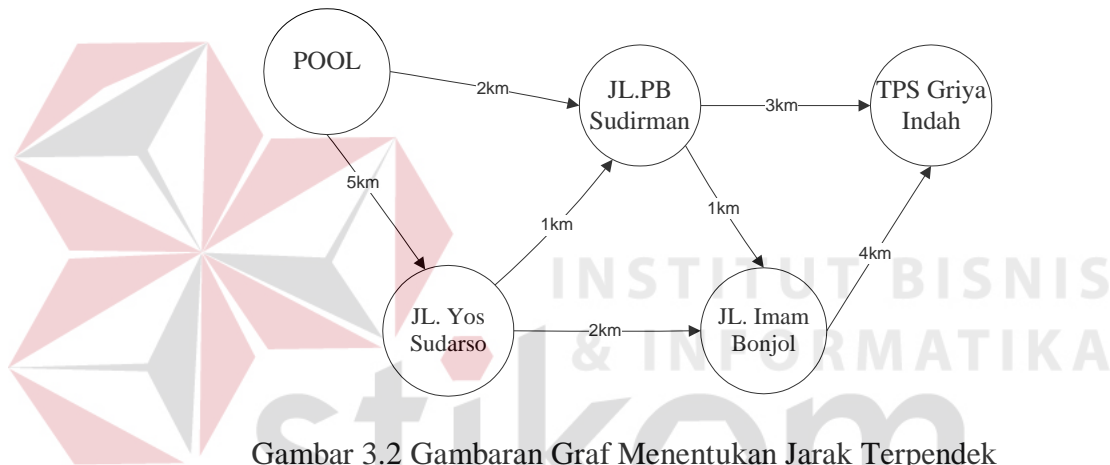 POOL
2km
JL.PB
Sudirman
3km
TPS Griya
Indah
5km
1km
1km
4km
JL. Yos
Sudarso
2km
JL. Imam
Bonjol
INSTITUT BISNIS
& INFORMATIKA
stikom
Gambar 3.2 Gambaran Graf Menentukan Jarak Terpendek